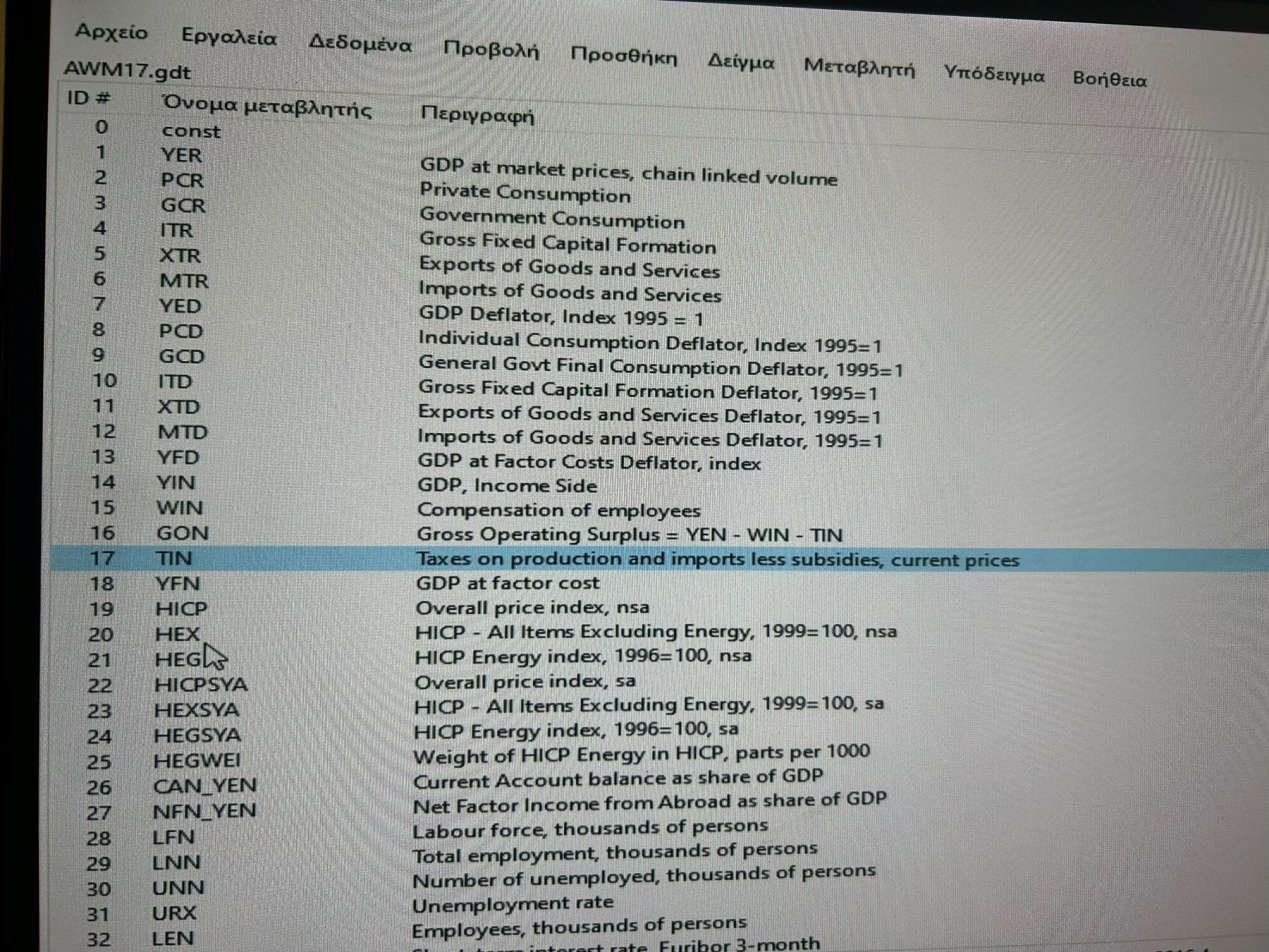 Αρχείο Εργαλεία Δεδομένα Προβολή Προσθήκη Δείγμα Μεταβλητή Υπόδειγμα Βοήθεια
AWM17.gdt
ID # Όνομα μεταβλητής Περιγραφή
0 const
1 YER GDP at market prices, chain linked volume
2 PCR Private Consumption
3 GCR Government Consumption
4 ITR Gross Fixed Capital Formation
5 XTR Exports of Goods and Services
6 MTR Imports of Goods and Services
7 YED GDP Deflator, Index 1995 = 1
8 PCD Individual Consumption Deflator, Index 1995=1
9 GCD General Govt Final Consumption Deflator, 1995=1
10 ITD Gross Fixed Capital Formation Deflator, 1995=1
11 XTD Exports of Goods and Services Deflator, 1995=1
12 MTD Imports of Goods and Services Deflator, 1995=1
13 YFD GDP at Factor Costs Deflator, index
14 YIN GDP, Income Side
15 WIN Compensation of employees
16 GON Gross Operating Surplus = YEN - WIN - TIN
17 TIN Taxes on production and imports less subsidies, current prices
18 YFN GDP at factor cost
19 HICP Overall price index, nsa
20 HEX HICP - All Items Excluding Energy, 1999=100, nsa
21 HEG HICP Energy index, 1996=100, nsa
22 HICPSYA Overall price index, sa
23 HEXSYA HICP - All Items Excluding Energy, 1999=100, sa
24 HEGSYA HICP Energy index, 1996=100, sa
25 HEGWEI Weight of HICP Energy in HICP, parts per 1000
26 CAN_YEN Current Account balance as share of GDP
27 NFN_YEN Net Factor Income from Abroad as share of GDP
28 LFN Labour force, thousands of persons
29 LNN Total employment, thousands of persons
30 UNN Number of unemployed, thousands of persons
31 URX Unemployment rate
32 LEN Employees, thousands of persons
interest rate, Euribor 3-month